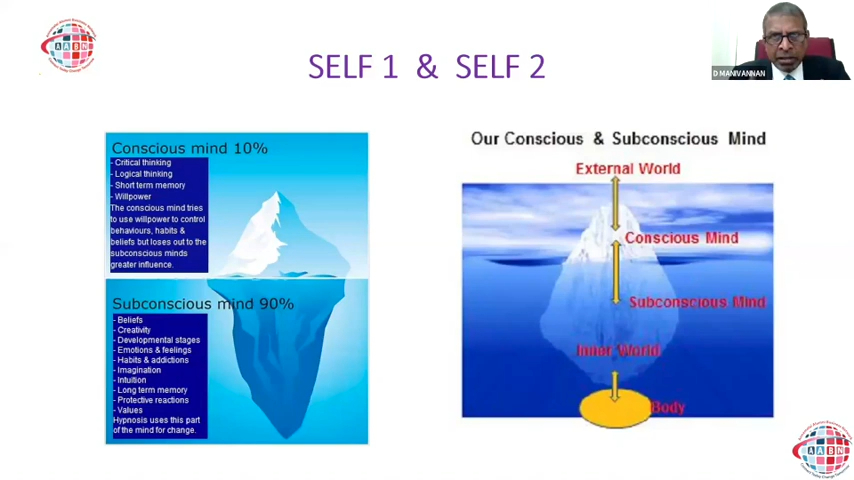 AABN
SELF 1 & SELF 2
D MANIVANNAN
Conscious mind 10%
- Critical thinking
- Logical thinking
- Short term memory
- Willpower
The conscious mind tries
to use willpower to control
behaviours, habits &
beliefs but loses out to the
subconscious minds
greater influence.
Subconscious mind 90%
- Beliefs
- Creativity
- Developmental stages
- Emotions & feelings
- Habits & addictions
- Imagination
- Intuition
- Long term memory
- Protective reactions
- Values
Hypnosis uses this part
of the mind for change.
Our Conscious & Subconscious Mind
External World
Conscious Mind
Subconscious Mind
Inner World
Body
AABN